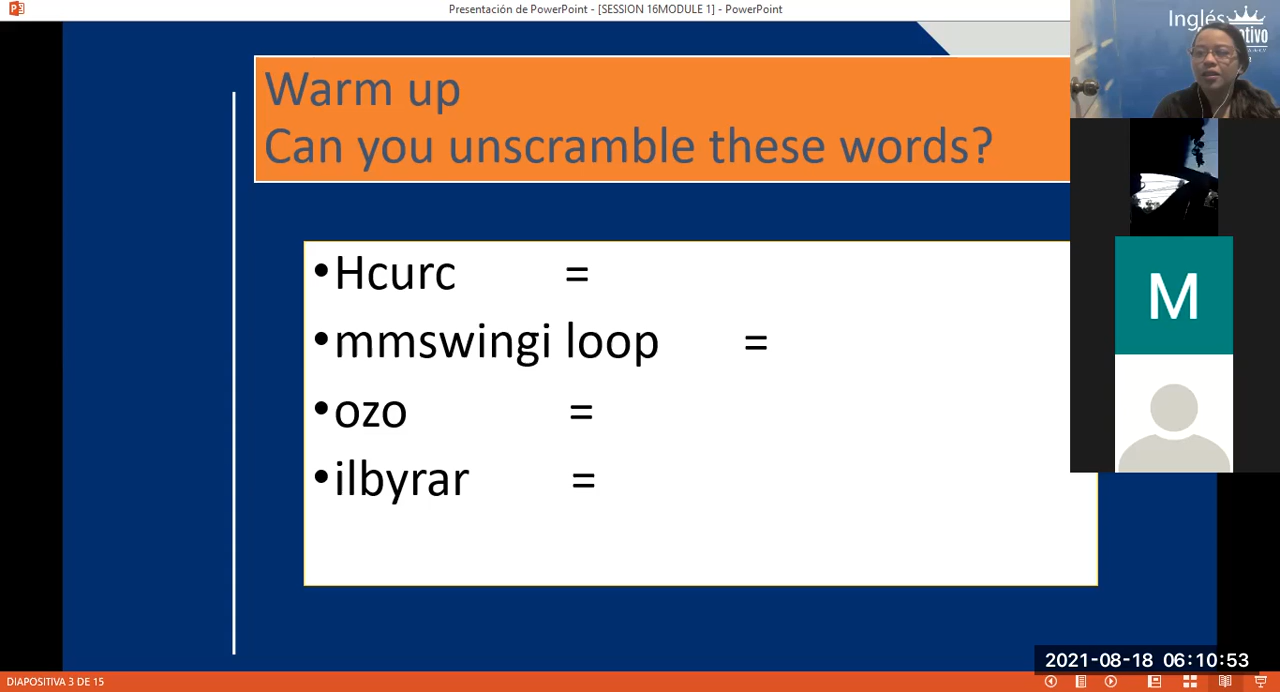 Presentación de PowerPoint - [SESSION 16MODULE 1] - PowerPoint
Inglés
Warm up
Can you unscramble these words?
•Hcurc =
•mmswingi loop =
•ozo =
•ilbyrar =
M
2021-08-18 06:10:53
DIAPOSITIVA 3 DE 15